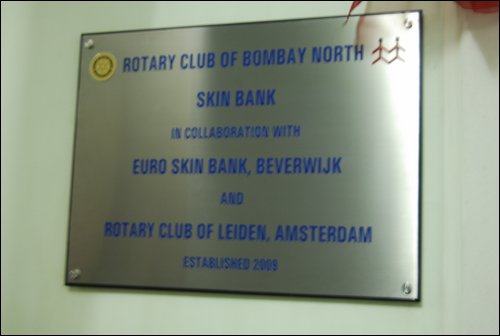 ROTARY CLUB OF BOMBAY NORTH
SKIN BANK
IN COLLABORATION WITH
EURO SKIN BANK, BEVERWIJK
AND
ROTARY CLUB OF LEIDEN, AMSTERDAM
ESTABLISHED 2009